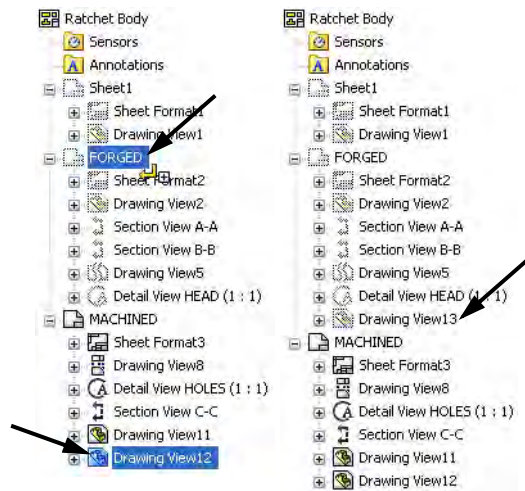 Ratchet Body
Sensors
Annotations
Sheet1
Sheet Format1
Drawing View1
FORGED
Sheet Format2
Drawing View2
Section View A-A
Section View B-B
Drawing View5
Detail View HEAD (1 : 1)
MACHINED
Sheet Format3
Drawing View8
Detail View HOLES (1 : 1)
Section View C-C
Drawing View11
Drawing View12
Ratchet Body
Sensors
Annotations
Sheet1
Sheet Format1
Drawing View1
FORGED
Sheet Format2
Drawing View2
Section View A-A
Section View B-B
Drawing View5
Detail View HEAD (1 : 1)
Drawing View13
MACHINED
Sheet Format3
Drawing View8
Detail View HOLES (1 : 1)
Section View C-C
Drawing View11
Drawing View12